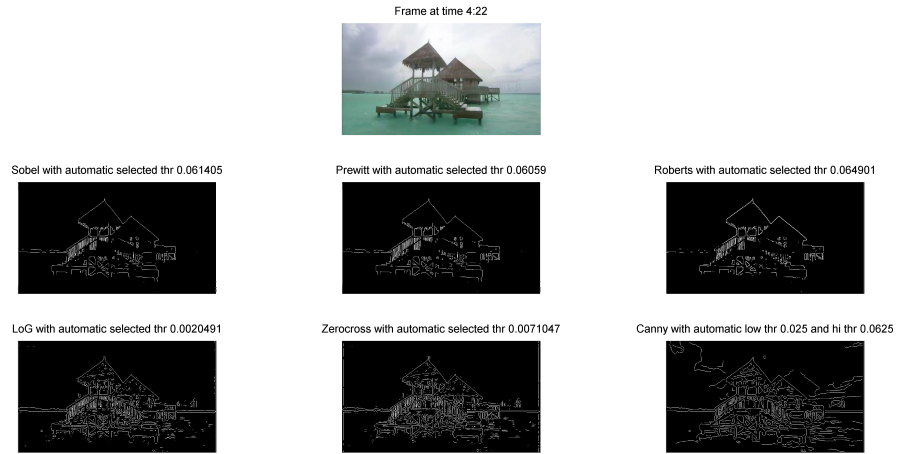 Frame at time 4:22
Sobel with automatic selected thr 0.061405
Prewitt with automatic selected thr 0.06059
Roberts with automatic selected thr 0.064901
LoG with automatic selected thr 0.0020491
Zerocross with automatic selected thr 0.0071047
Canny with automatic low thr 0.025 and hi thr 0.0625